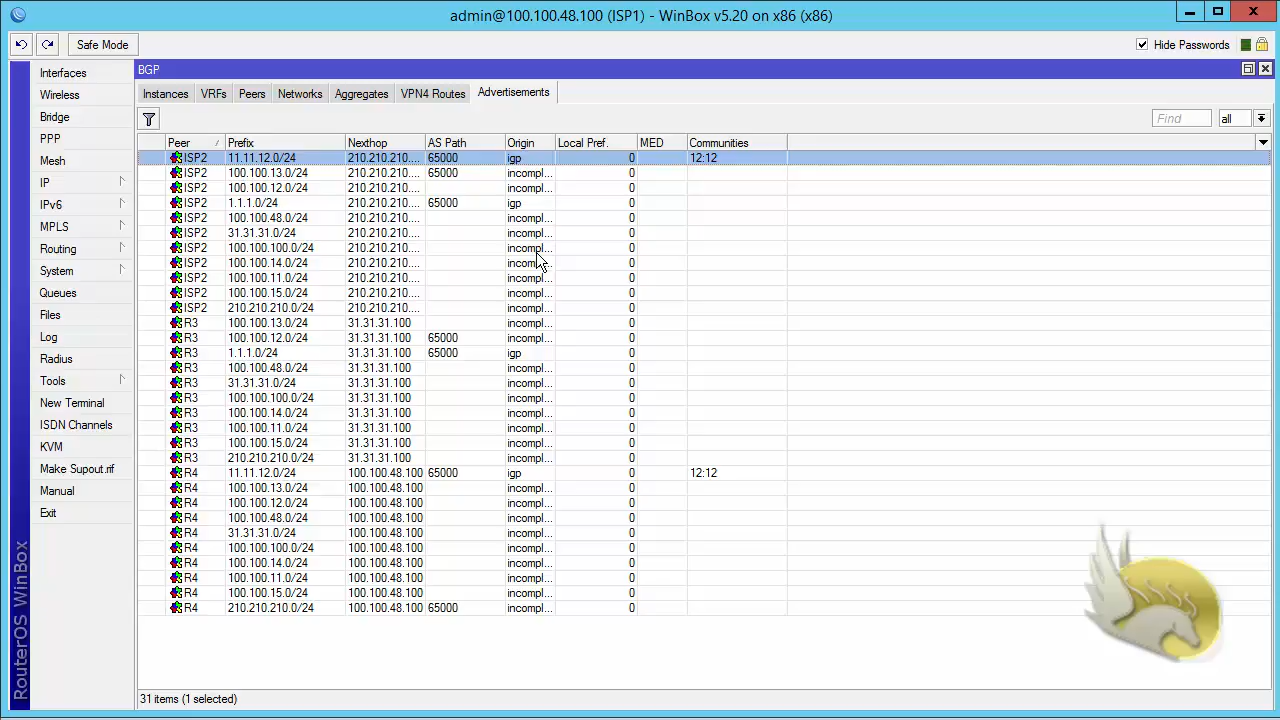 admin@100.100.48.100 (ISP1) - WinBox v5.20 on x86 (x86)
Safe Mode
Hide Passwords
RouterOS WinBox
Interfaces
Wireless
Bridge
PPP
Mesh
IP
IPv6
MPLS
Routing
System
Queues
Files
Log
Radius
Tools
New Terminal
ISDN Channels
KVM
Make Supout.rif
Manual
Exit
BGP
Instances VRFs Peers Networks Aggregates VPN4 Routes Advertisements
Find all
Peer Prefix Nexthop AS Path Origin Local Pref. MED Communities
ISP2 11.11.12.0/24 210.210.210.... 65000 igp 0 12:12
ISP2 100.100.13.0/24 210.210.210.... 65000 incompl... 0
ISP2 100.100.12.0/24 210.210.210.... incompl... 0
ISP2 1.1.1.0/24 210.210.210.... 65000 igp 0
ISP2 100.100.48.0/24 210.210.210.... incompl... 0
ISP2 31.31.31.0/24 210.210.210.... incompl... 0
ISP2 100.100.100.0/24 210.210.210.... incompl... 0
ISP2 100.100.14.0/24 210.210.210.... incompl... 0
ISP2 100.100.11.0/24 210.210.210.... incompl... 0
ISP2 100.100.15.0/24 210.210.210.... incompl... 0
ISP2 210.210.210.0/24 210.210.210.... incompl... 0
R3 100.100.13.0/24 31.31.31.100 incompl... 0
R3 100.100.12.0/24 31.31.31.100 65000 incompl... 0
R3 1.1.1.0/24 31.31.31.100 65000 igp 0
R3 100.100.48.0/24 31.31.31.100 incompl... 0
R3 31.31.31.0/24 31.31.31.100 incompl... 0
R3 100.100.100.0/24 31.31.31.100 incompl... 0
R3 100.100.14.0/24 31.31.31.100 incompl... 0
R3 100.100.11.0/24 31.31.31.100 incompl... 0
R3 100.100.15.0/24 31.31.31.100 incompl... 0
R3 210.210.210.0/24 31.31.31.100 incompl... 0
R4 11.11.12.0/24 100.100.48.100 65000 igp 0 12:12
R4 100.100.13.0/24 100.100.48.100 incompl... 0
R4 100.100.12.0/24 100.100.48.100 incompl... 0
R4 100.100.48.0/24 100.100.48.100 incompl... 0
R4 31.31.31.0/24 100.100.48.100 incompl... 0
R4 100.100.100.0/24 100.100.48.100 incompl... 0
R4 100.100.14.0/24 100.100.48.100 incompl... 0
R4 100.100.11.0/24 100.100.48.100 incompl... 0
R4 100.100.15.0/24 100.100.48.100 incompl... 0
R4 210.210.210.0/24 100.100.48.100 65000 incompl... 0
31 items (1 selected)